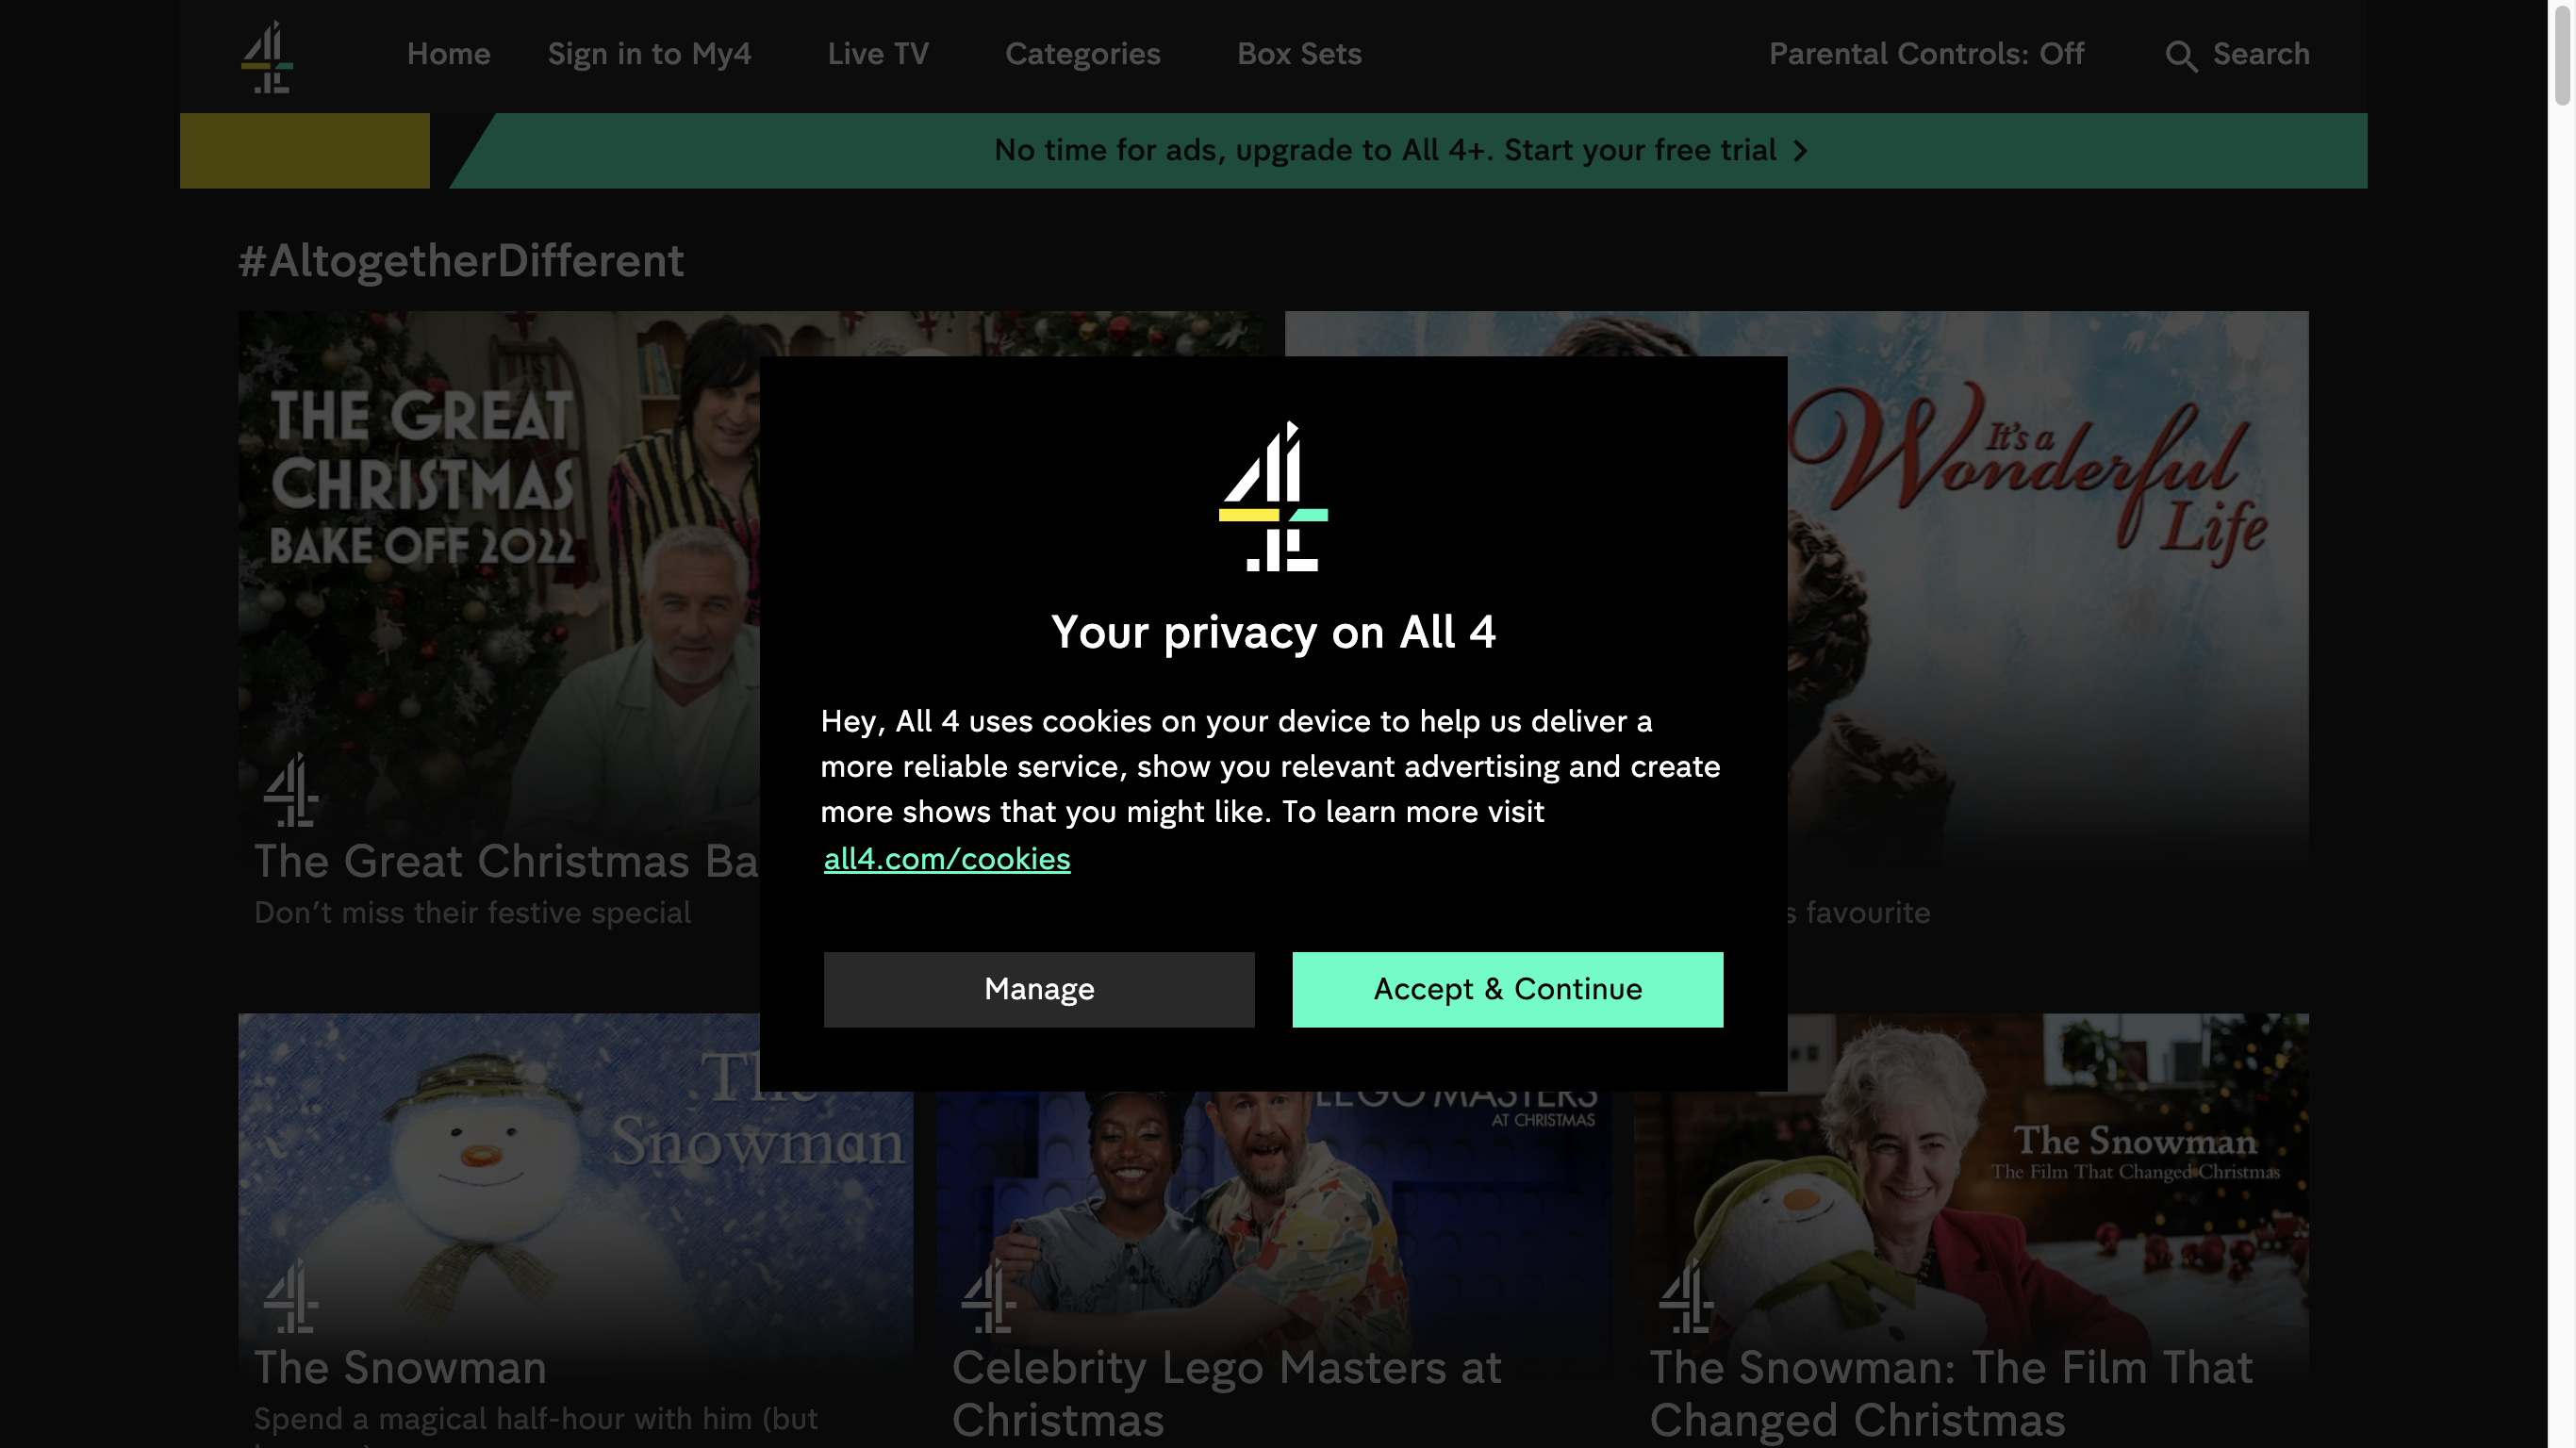 Home Sign in to My4 Live TV Categories Box Sets Parental Controls: Off Search
No time for ads, upgrade to All 4+. Start your free trial
#AltogetherDifferent
THE GREAT
CHRISTMAS
BAKE OFF 2022
It's a
Wonderful
Life
Your privacy on All 4
Hey, All 4 uses cookies on your device to help us deliver a
more reliable service, show you relevant advertising and create
more shows that you might like. To learn more visit
all4.com/cookies
Manage
Accept & Continue
The Great Christmas Ba
Don't miss their festive special
s favourite
The
Snowman
LEGO MASTERS
AT CHRISTMAS
The Snowman
The Film That Changed Christmas
The Snowman
Spend a magical half-hour with him (but
Celebrity Lego Masters at
Christmas
The Snowman: The Film That
Changed Christmas